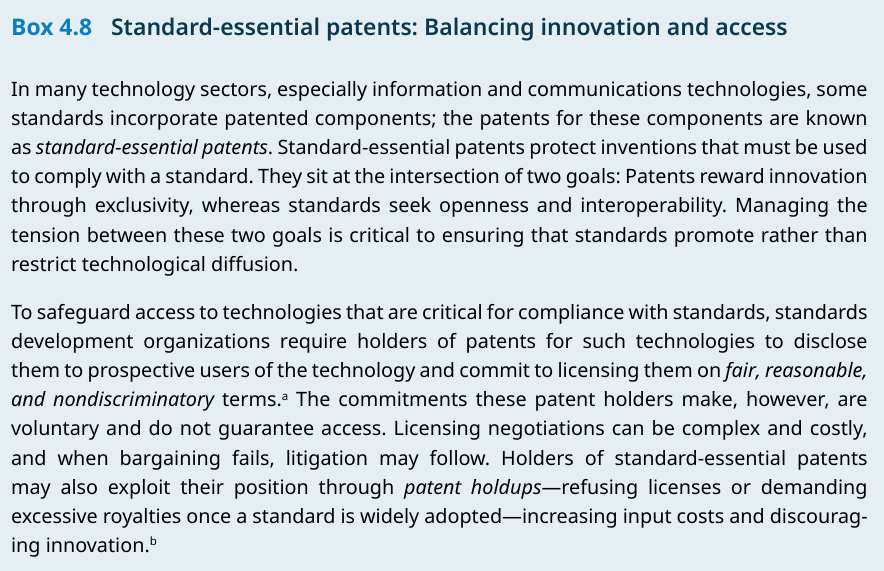 Box 4.8 Standard-essential patents: Balancing innovation and access
In many technology sectors, especially information and communications technologies, some
standards incorporate patented components; the patents for these components are known
as standard-essential patents. Standard-essential patents protect inventions that must be used
to comply with a standard. They sit at the intersection of two goals: Patents reward innovation
through exclusivity, whereas standards seek openness and interoperability. Managing the
tension between these two goals is critical to ensuring that standards promote rather than
restrict technological diffusion.
To safeguard access to technologies that are critical for compliance with standards, standards
development organizations require holders of patents for such technologies to disclose
them to prospective users of the technology and commit to licensing them on fair, reasonable,
and nondiscriminatory terms.ᵃ The commitments these patent holders make, however, are
voluntary and do not guarantee access. Licensing negotiations can be complex and costly,
and when bargaining fails, litigation may follow. Holders of standard-essential patents
may also exploit their position through patent holdups—refusing licenses or demanding
excessive royalties once a standard is widely adopted—increasing input costs and discourag-
ing innovation.ᵇ